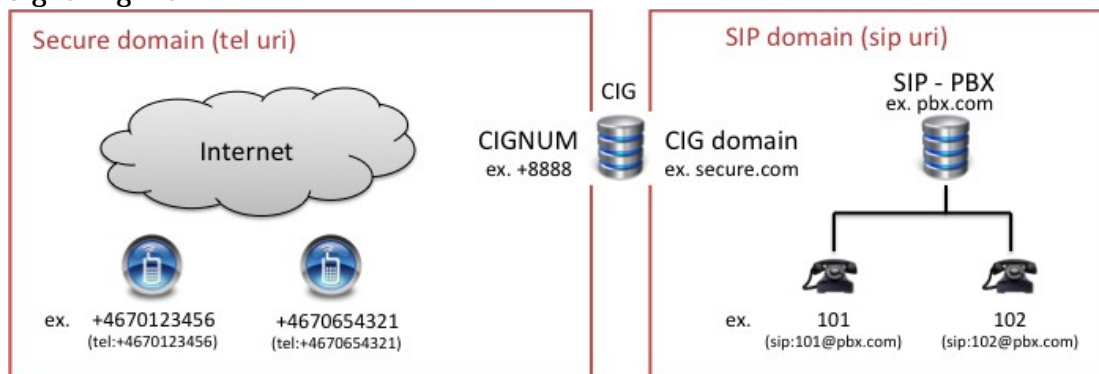 Secure domain (tel uri)
Internet
ex. +4670123456
(tel:+4670123456)
+4670654321
(tel:+4670654321)
CIG
CIGNUM
ex. +8888
CIG domain
ex. secure.com
SIP domain (sip uri)
SIP - PBX
ex. pbx.com
ex. 101
(sip:101@pbx.com)
102
(sip:102@pbx.com)